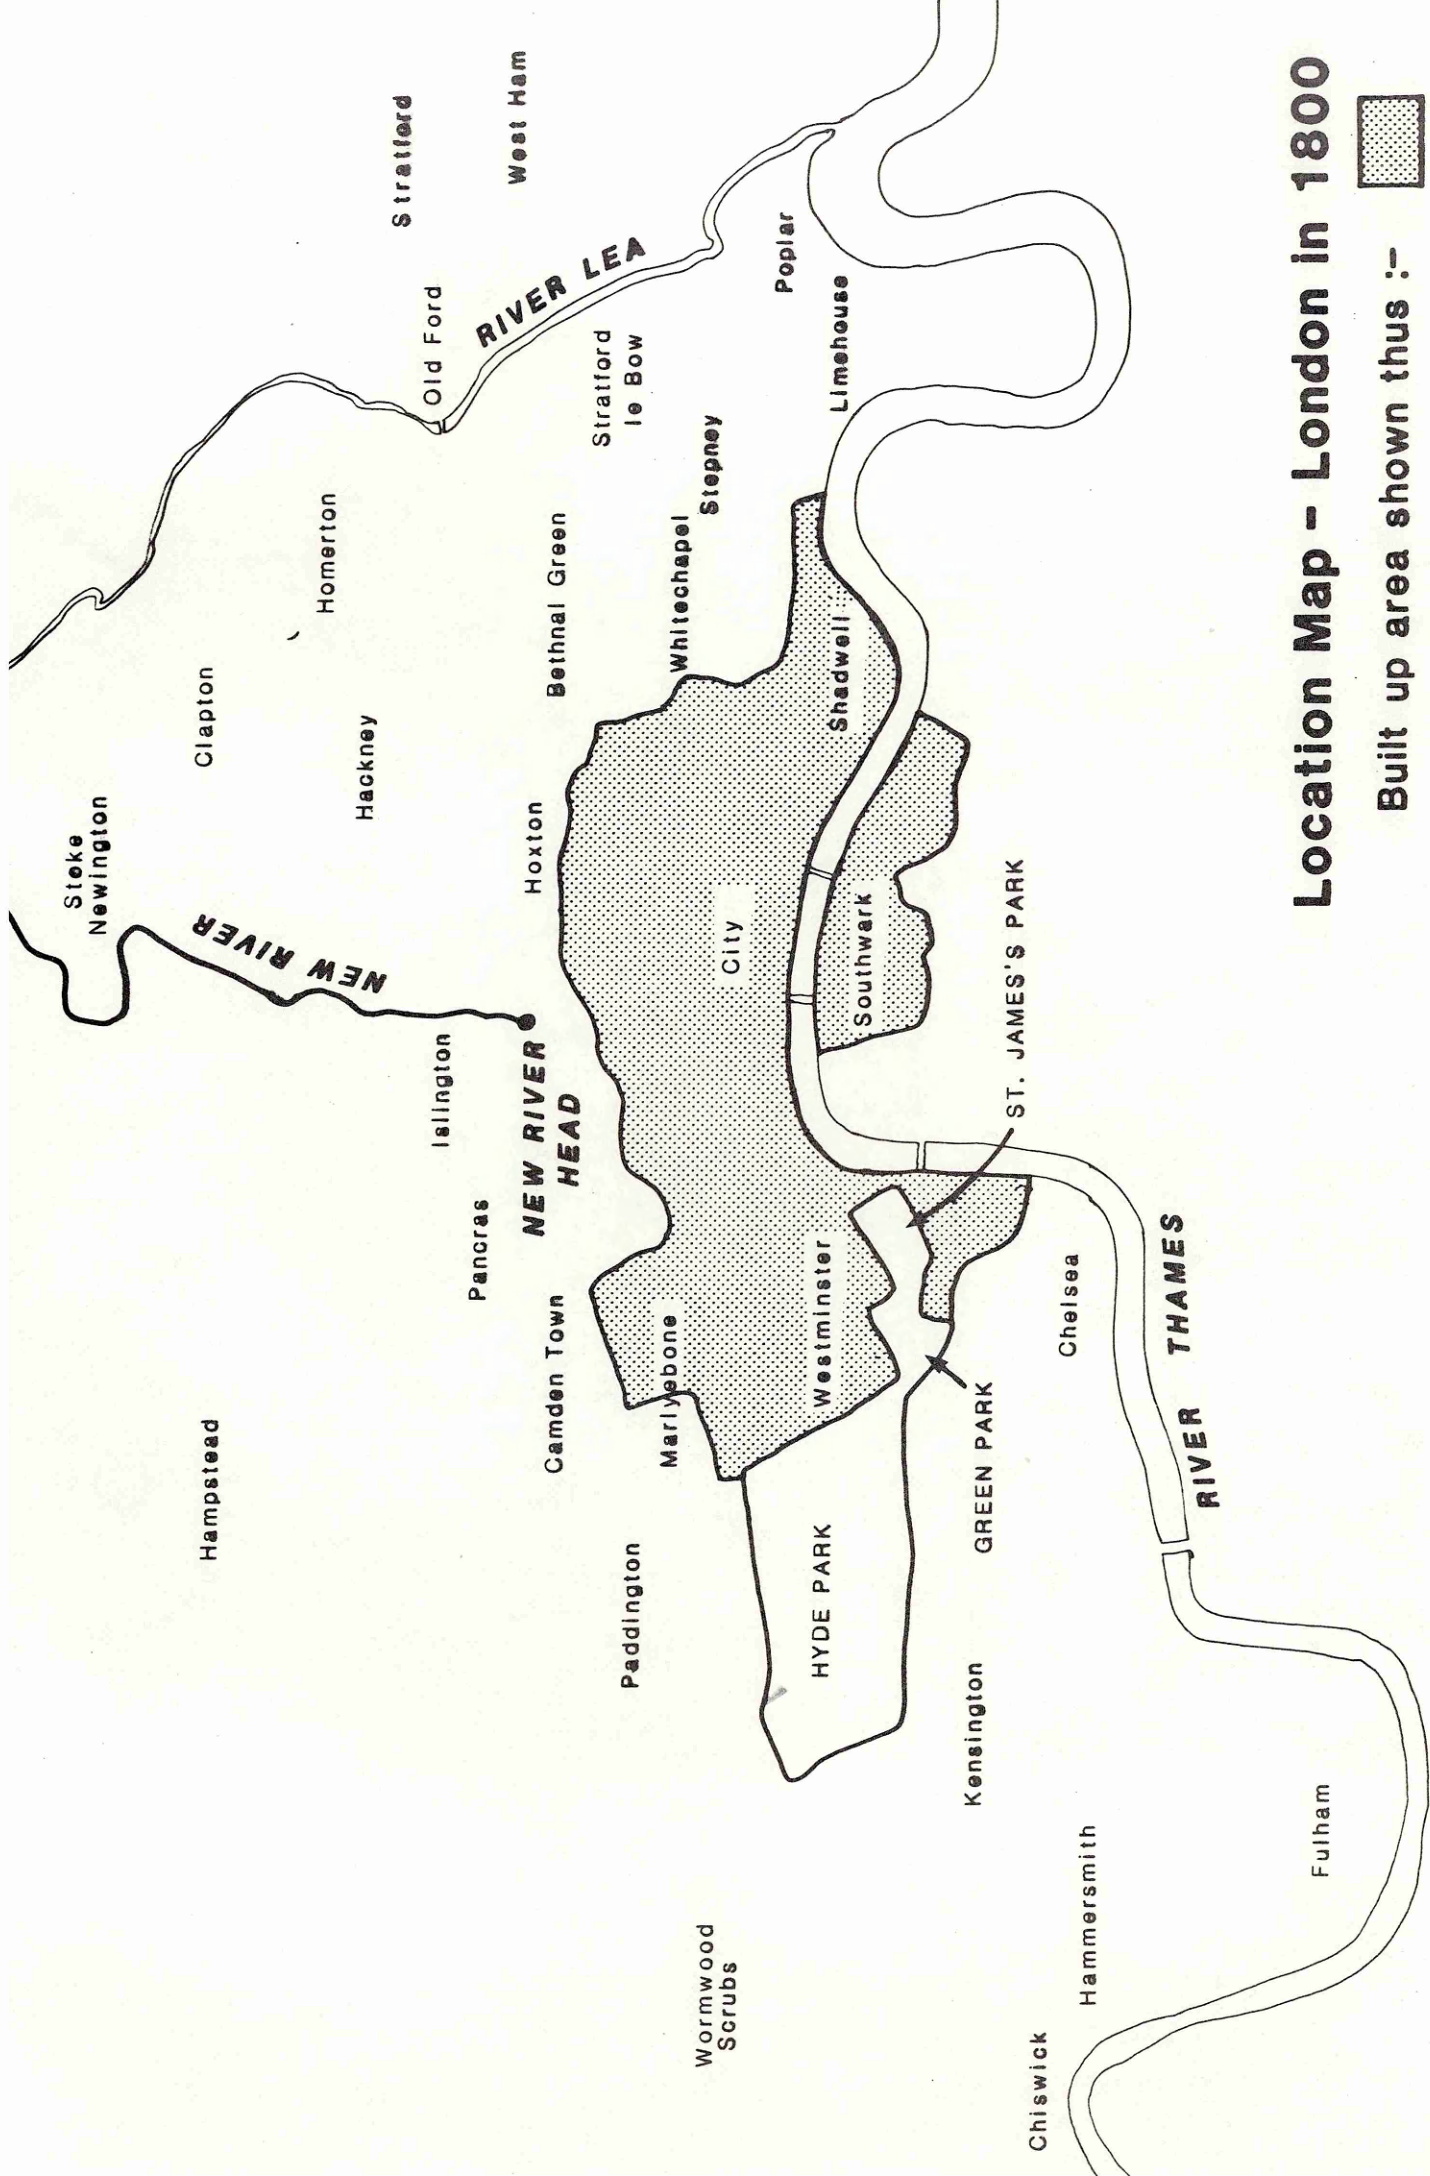 Stoke
Newington
Clapton
Hampstead
Homerton
Hackney
NEW RIVER
Stratford
Old Ford
West Ham
RIVER LEA
Islington
Pancras
Hoxton
Bethnal Green
NEW RIVER
HEAD
Camden Town
Stratford
le Bow
Paddington
Marlyebone
Whitechapel
Stepney
Wormwood
Scrubs
City
Poplar
Limehouse
HYDE PARK
Westminster
Shadwell
Southwark
Kensington
GREEN PARK
ST. JAMES'S PARK
Chiswick
Hammersmith
Chelsea
RIVER THAMES
Fulham
Location Map - London in 1800
Built up area shown thus :-